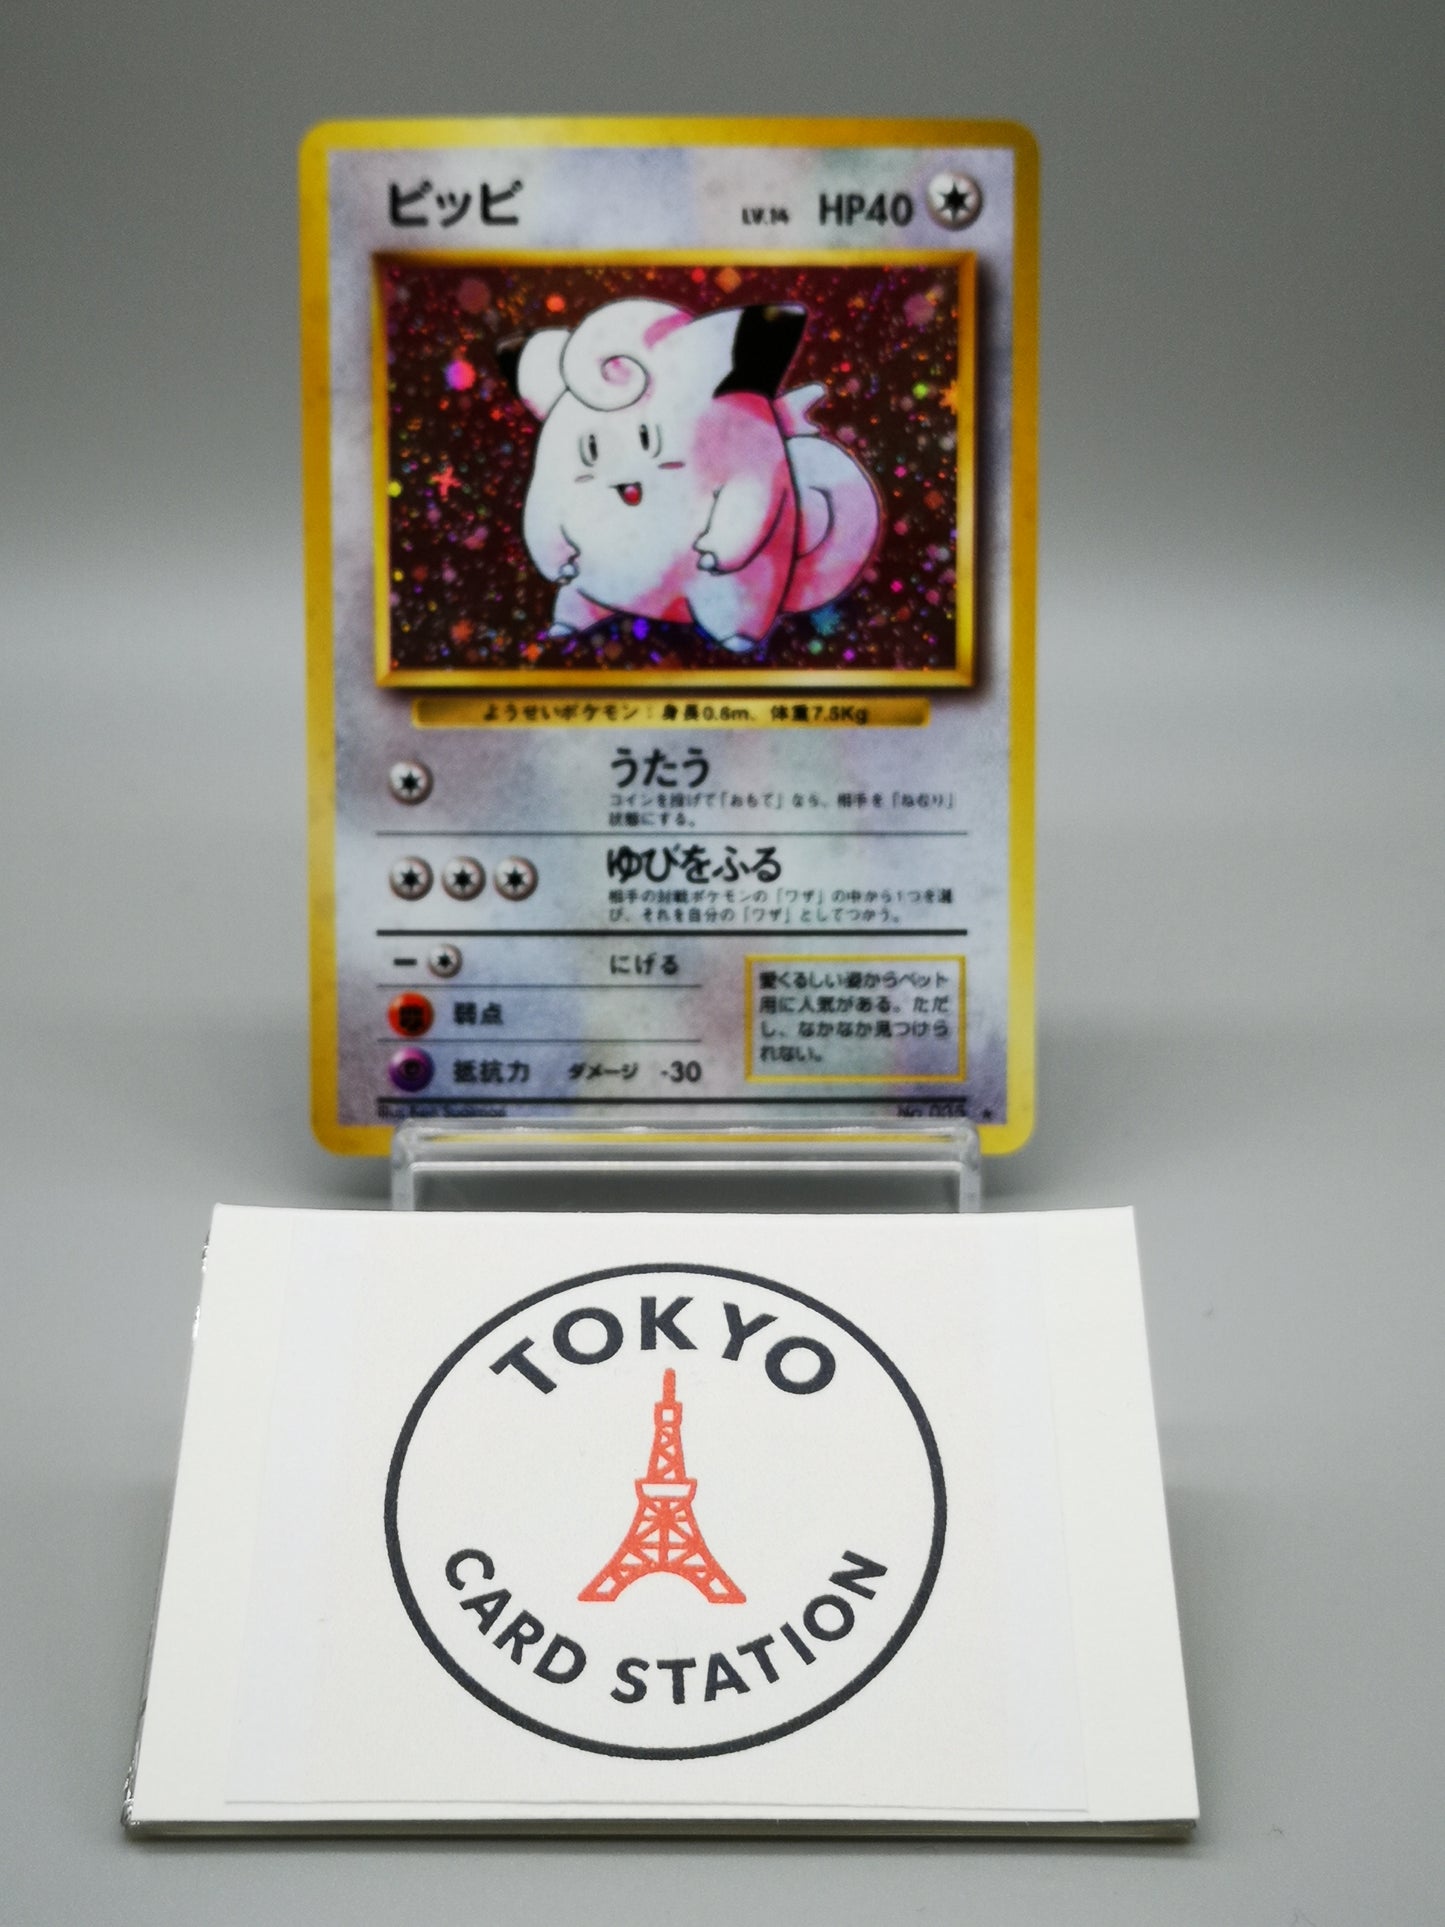 ピッピ
LV.14 HP40
ようせいポケモン：身長0.6m、体重7.5Kg
うたう
コインを投げて「おもて」なら、相手を「ねむり」
状態にする。
ゆびをふる
相手の対戦ポケモンの「ワザ」の中から1つを選
び、それを自分の「ワザ」としてつかう。
にげる
弱点
抵抗力 ダメージ -30
愛くるしい姿からペット
用に人気がある。ただ
し、なかなか見つけら
れない。
Illus. Ken Sugimori
No.035
TOKYO
CARD STATION